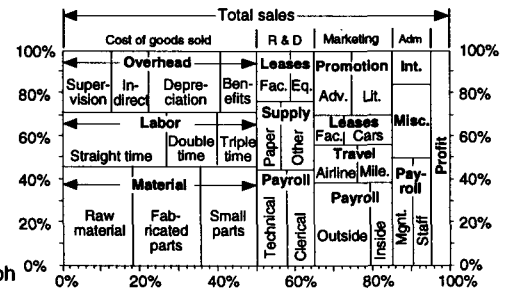 Total sales
Cost of goods sold R & D Marketing Adm
100% Overhead Leases Promotion Int. 100%
80% Super- In- Depre- Ben- Fac. Eq. Adv. Lit. 80%
vision direct ciation efits
60% Labor Supply Leases Misc. 60%
Straight time Double Triple Paper Other Fac. Cars
time time
40% Material Payroll Travel Pay- 40%
Airline Mile. roll
20% Raw Fab- Small Technical Clerical Payroll Mgnt. Staff Profit 20%
material ricated parts Outside Inside
parts
0% 0%
ph
0% 20% 40% 60% 80% 100%